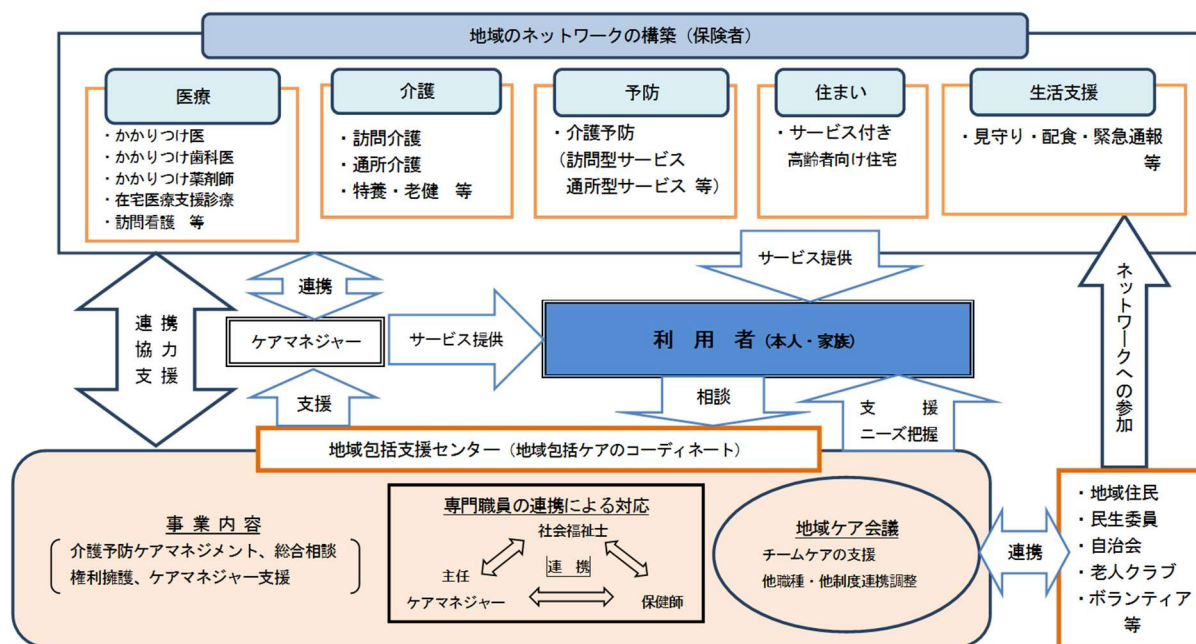 地域のネットワークの構築（保険者）
医療
・かかりつけ医
・かかりつけ歯科医
・かかりつけ薬剤師
・在宅医療支援診療
・訪問看護　等
介護
・訪問介護
・通所介護
・特養・老健　等
予防
・介護予防
（訪問型サービス
通所型サービス　等）
住まい
・サービス付き
高齢者向け住宅
生活支援
・見守り・配食・緊急通報
等
連携
協力
支援
連携
ケアマネジャー
サービス提供
サービス提供
利　用　者（本人・家族）
支援
相談
支　　援
ニーズ把握
ネットワークへの参加
地域包括支援センター（地域包括ケアのコーディネート）
事業内容
介護予防ケアマネジメント、総合相談
権利擁護、ケアマネジャー支援
専門職員の連携による対応
社会福祉士
連　携
主任
ケアマネジャー
保健師
地域ケア会議
チームケアの支援
他職種・他制度連携調整
連携
・地域住民
・民生委員
・自治会
・老人クラブ
・ボランティア
等